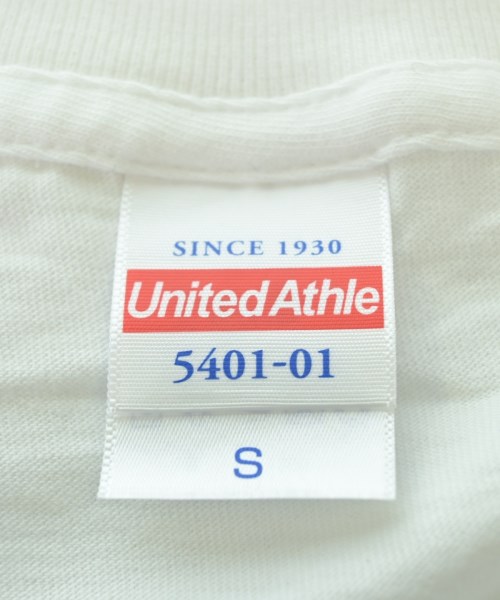 SINCE 1930
United Athle
5401-01
S